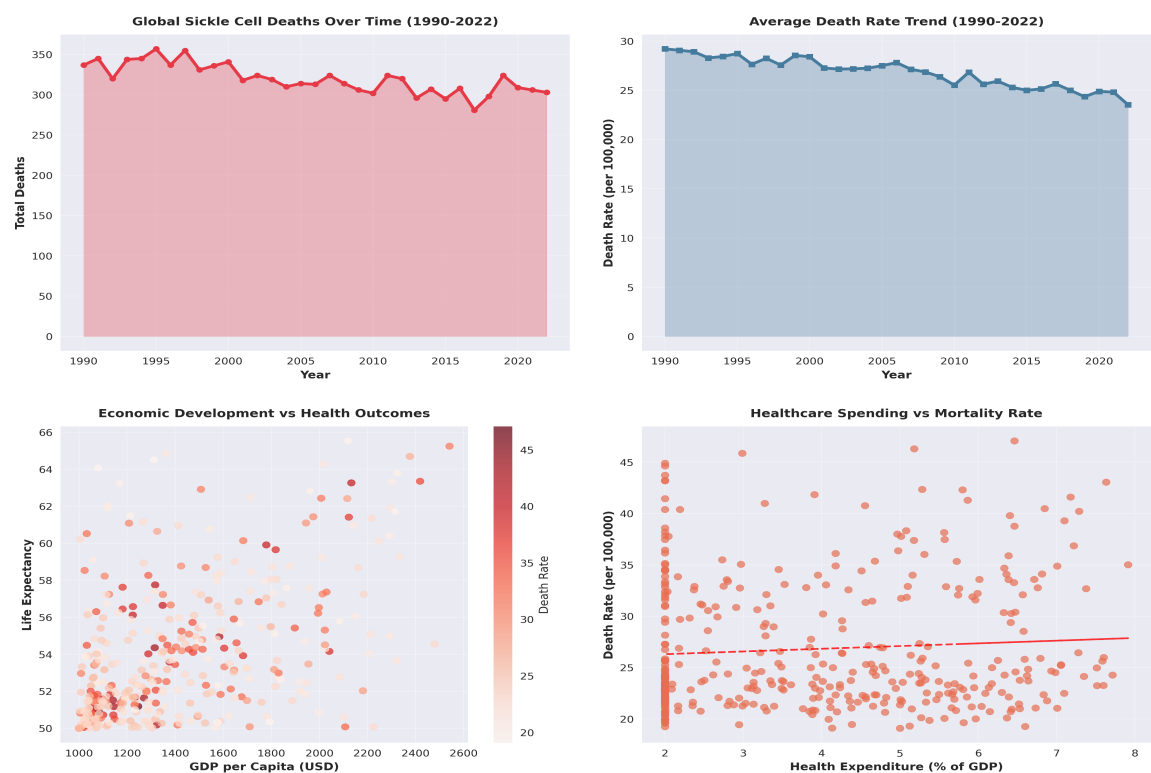 Global Sickle Cell Deaths Over Time (1990-2022)
350
300
250
200
150
100
50
0
Total Deaths
1990 1995 2000 2005 2010 2015 2020
Year
Average Death Rate Trend (1990-2022)
30
25
20
15
10
5
0
Death Rate (per 100,000)
1990 1995 2000 2005 2010 2015 2020
Year
Economic Development vs Health Outcomes
66
64
62
60
58
56
54
52
50
Life Expectancy
1000 1200 1400 1600 1800 2000 2200 2400 2600
GDP per Capita (USD)
45
40
35
30
25
20
Death Rate
Healthcare Spending vs Mortality Rate
45
40
35
30
25
20
Death Rate (per 100,000)
2 3 4 5 6 7 8
Health Expenditure (% of GDP)